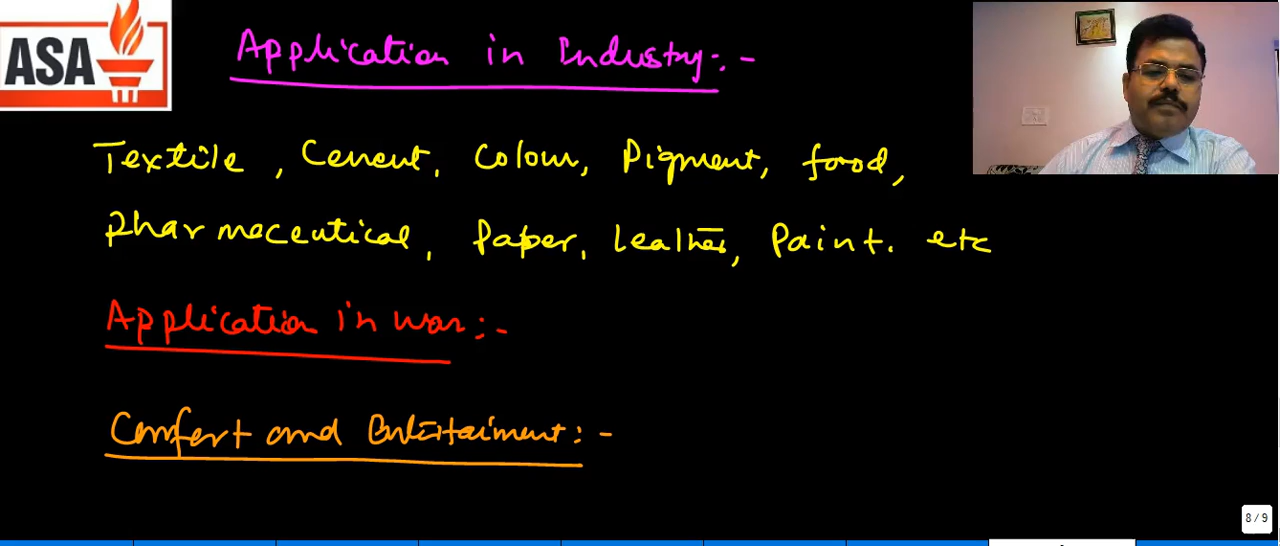 ASA
Application in Industry:-
Textile, Cement, Colour, Pigment, food,
Pharmaceutical, Paper, Leather, Paint. etc
Application in war:-
Comfort and Entertaiment:-
8/9